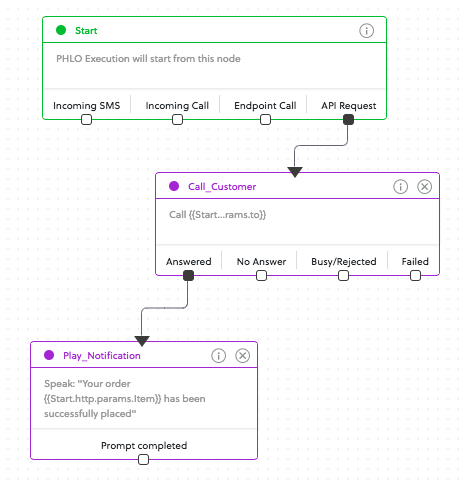 Start
PHLO Execution will start from this node
Incoming SMS Incoming Call Endpoint Call API Request
Call_Customer
Call {{Start...rams.to}}
Answered No Answer Busy/Rejected Failed
Play_Notification
Speak: "Your order
{{Start.http.params.Item}} has been
successfully placed"
Prompt completed